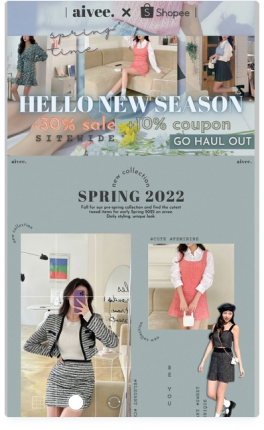 aivee. × S Shopee
spring time
HELLO NEW SEASON
-30% sale +10% coupon
SITEWIDE
GO HAUL OUT
aivee. aivee.
new collection
SPRING 2022
Fall for our pre-spring collection and find the cutest
tweed items for early Spring 2022 on aivee.
Daily styling, unique look.
#CUTE #FEMININE
BE YOU